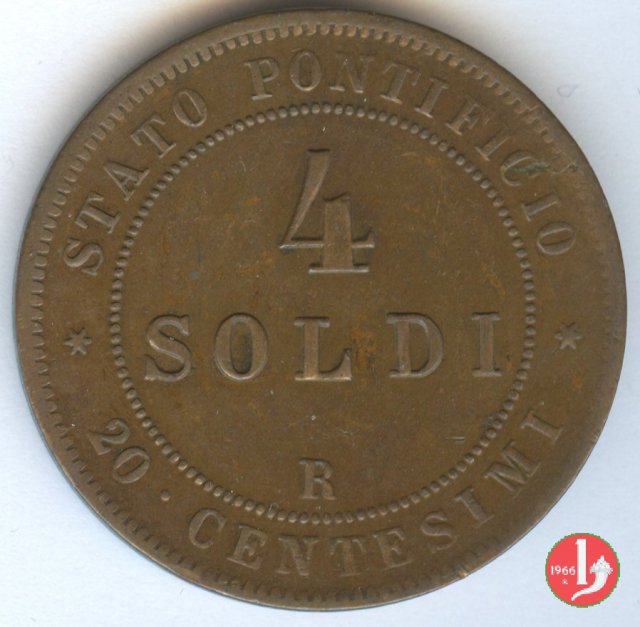 STATO PONTIFICIO
4
SOLDI
R
20 · CENTESIMI
1966